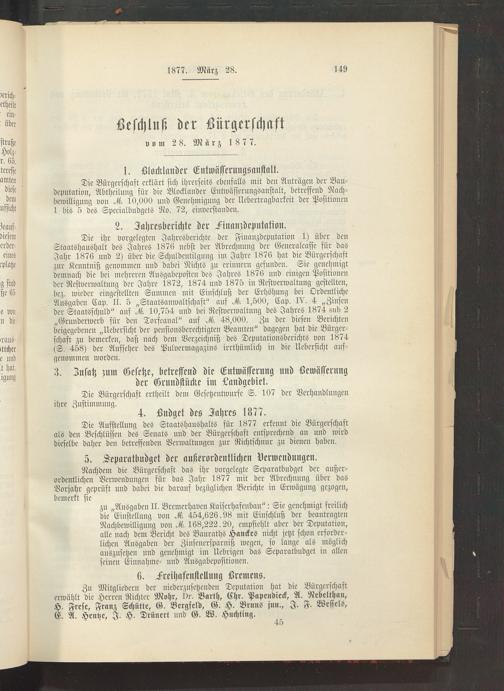 1877. März 28.
149
Beschluß der Bürgerschaft
vom 28. März 1877.
1. Blocklander Entwässerungsanstalt.
Die Bürgerschaft erklärt sich ihrerseits ebenfalls mit den Anträgen der Bau-
deputation, Abtheilung für die Blocklander Entwässerungsanstalt, betreffend Nach-
bewilligung von M. 10,000 und Genehmigung der Uebertragbarkeit der Positionen
1 bis 5 des Specialbudgets No. 72, einverstanden.
2. Jahresberichte der Finanzdeputation.
Die ihr vorgelegten Jahresberichte der Finanzdeputation 1) über den
Staatshaushalt des Jahres 1876 nebst der Abrechnung der Generalcasse für das
Jahr 1876 und 2) über die Schuldentilgung im Jahre 1876 hat die Bürgerschaft
zur Kenntniß genommen und dabei Nichts zu erinnern gefunden. Sie genehmigt
demnach die bei mehreren Ausgabeposten des Jahres 1876 und einigen Positionen
der Restverwaltung der Jahre 1872, 1874 und 1875 in Restverwaltung gestellten,
bez. wieder eingestellten Summen mit Einschluß der Erhöhung bei Ordentliche
Ausgaben Cap. II. 5 „Staatsanwaltschaft" auf M. 1,500, Cap. IV. 4 „Zinsen
der Staatsschuld" auf M. 10,754 und bei Restverwaltung des Jahres 1874 sub 2
„Grunderwerb für den Torfcanal" auf M. 48,000. Zu den diesen Berichten
beigegebenen „Uebersicht der pensionsberechtigten Beamten" dagegen hat die Bürger-
schaft zu bemerken, daß nach dem Verzeichniß des Deputationsberichts von 1874
(S. 458) der Aufseher des Pulvermagazins irrthümlich in die Uebersicht auf-
genommen worden.
3. Zusatz zum Gesetze, betreffend die Entwässerung und Bewässerung
der Grundstücke im Landgebiet.
Die Bürgerschaft ertheilt dem Gesetzentwurfe S. 107 der Verhandlungen
ihre Zustimmung.
4. Budget des Jahres 1877.
Die Aufstellung des Staatshaushalts für 1877 erkennt die Bürgerschaft
als den Beschlüssen des Senats und der Bürgerschaft entsprechend an und wird
dieselbe daher den betreffenden Verwaltungen zur Richtschnur zu dienen haben.
5. Separatbudget der außerordentlichen Verwendungen.
Nachdem die Bürgerschaft das ihr vorgelegte Separatbudget der außer-
ordentlichen Verwendungen für das Jahr 1877 mit der Abrechnung über das
Vorjahr geprüft und dabei die darauf bezüglichen Berichte in Erwägung gezogen,
bemerkt sie
zu „Ausgaben II. Bremerhaven Kaiserhafenbau": Sie genehmigt freilich
die Einstellung von M. 454,626.98 mit Einschluß der beantragten
Nachbewilligung von M. 168,222.20, empfiehlt aber der Deputation,
alle nach dem Bericht des Bauraths Hanckes nicht jetzt schon erforder-
lichen Ausgaben der Zinsenersparniß wegen, so lange als möglich
auszusetzen und genehmigt im Uebrigen das Separatbudget in allen
seinen Einnahme- und Ausgabepositionen.
6. Freihafenstellung Bremens.
Zu Mitgliedern der niederzusetzenden Deputation hat die Bürgerschaft
erwählt die Herren Richter Mohr, Dr. Barth, Chr. Papendieck, A. Nebelthau,
H. Frese, Franz Schütte, G. Bergfeld, G. H. Bruns jun., J. F. Wessels,
E. A. Hentze, J. H. Drünert und G. W. Huchting.
45